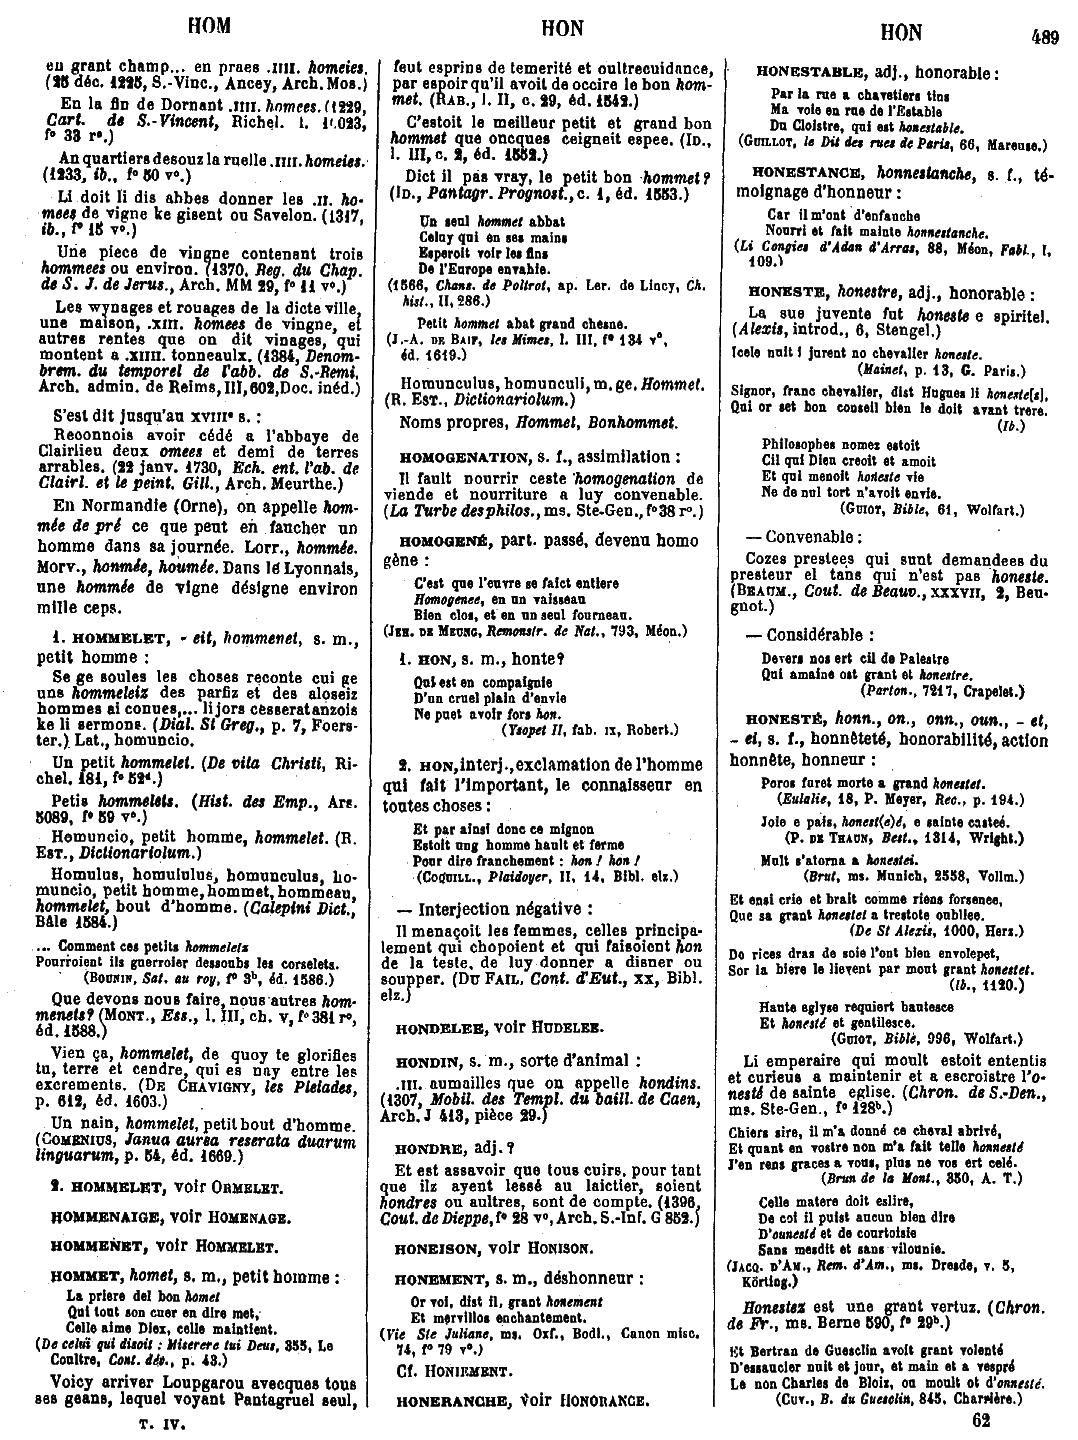 HOM
HON
HON
489
en grant champ... en praes .IIII. homeies.
(25 déc. 1225, S.-Vinc., Ancey, Arch. Mos.)
En la fin de Dornant .IIII. homees. (1229,
Cart. de S.-Vincent, Richel. l. 10023,
f° 33 r°.)
An quartiers desouz la ruelle .IIII. homeies.
(1233, ib., f° 50 v°.)
Li doit li dis abbes donner les .II. ho-
mees de vigne ke gisent ou Savelon. (1317,
ib., f° 15 v°.)
Une piece de vingne contenant trois
hommees ou environ. (1370, Reg. du Chap.
de S. J. de Jerus., Arch. MM 29, f° 11 v°.)
Les wynages et rouages de la dicte ville,
une maison, .XIII. homees de vingne, et
autres rentes que on dit vinages, qui
montent a .XIIII. tonneaulx. (1384, Denom-
brem. du temporel de l'abb. de S.-Remi,
Arch. admin. de Reims, III, 602, Doc. inéd.)
S'est dit jusqu'au XVIIIe s. :
Reconnois avoir cédé a l'abbaye de
Clairlieu deux omees et demi de terres
arrables. (22 janv. 1730, Ech. ent. l'ab. de
Clairl. et le peint. Gill., Arch. Meurthe.)
En Normandie (Orne), on appelle hom-
mée de pré ce que peut en faucher un
homme dans sa journée. Lorr., hommée.
Morv., honmée, houmée. Dans le Lyonnais,
une hommée de vigne désigne environ
mille ceps.
1. HOMMELET, - eit, hommenet, s. m.,
petit homme :
Se ge soules les choses reconte cui ge
uns hommeleiz des parfiz et des aloseiz
hommes ai conues,... li jors cesserat anzois
ke li sermons. (Dial. St Greg., p. 7, Foers-
ter.) Lat., homuncio.
Un petit hommelet. (De vita Christi, Ri-
chel. 181, f° 52d.)
Petis hommelets. (Hist. des Emp., Ars.
5089, f° 59 v°.)
Hemuncio, petit homme, hommelet. (R.
EST., Dictionariolum.)
Homulus, homululus, homunculus, ho-
muncio, petit homme, hommet, hommeau,
hommelet, bout d'homme. (Calepini Dict.,
Bâle 1584.)
... Comment ces petits hommelets
Pourroient ils guerroier dessoubs les corselets.
(BOUNIN, Sat. au roy, f° 3b, éd. 1586.)
Que devons nous faire, nous autres hom-
menets? (MONT., Ess., l. III, ch. v, f° 381 r°,
éd. 1588.)
Vien ça, hommelet, de quoy te glorifies
tu, terre et cendre, qui es nay entre les
excrements. (DE CHAVIGNY, les Pleiades,
p. 612, éd. 1603.)
Un nain, hommelet, petit bout d'homme.
(COMENIUS, Janua aurea reserata duarum
linguarum, p. 54, éd. 1669.)
2. HOMMELET, voir ORMELET.
HOMMENAIGE, voir HOMENAGE.
HOMMENET, voir HOMMELET.
HOMMET, homet, s. m., petit homme :
La priere del bon homet
Qui tout son cuer en dire met,
Celle aime Diex, celle maintient.
(De celui qui disoit : Miserere tui Deus, 355, Le
Coultre, Cont. dév., p. 43.)
Voicy arriver Loupgarou avecques tous
ses geans, lequel voyant Pantagruel seul,
T. IV.
feut esprins de temerité et oultrecuidance,
par espoir qu'il avoit de occire le bon hom-
met. (RAB., l. II, c. 29, éd. 1542.)
C'estoit le meilleur petit et grand bon
hommet que oncques ceigneit espee. (ID.,
l. III, c. 2, éd. 1552.)
Dict il pas vray, le petit bon hommet?
(ID., Pantagr. Prognost., c. 1, éd. 1553.)
Un seul hommet abbat
Celuy qui en ses mains
Esperoit voir les fins
De l'Europe envahie.
(1566, Chans. de Poltrot, ap. Ler. de Lincy, Ch.
hist., II, 286.)
Petit hommet abat grand chesne.
(J.-A. DE BAIF, les Mimes, l. III, f° 134 v°,
éd. 1619.)
Homunculus, homunculi, m. ge. Hommet.
(R. EST., Dictionariolum.)
Noms propres, Hommet, Bonhommet.
HOMOGENATION, s. f., assimilation :
Il fault nourrir ceste homogenation de
viende et nourriture a luy convenable.
(La Turbe des philos., ms. Ste-Gen., f° 38 r°.)
HOMOGENÉ, part. passé, devenu homo
gène :
C'est que l'euvre se faict entiere
Homogenee, en un vaisseau
Bien clos, et en un seul fourneau.
(JEH. DE MEUNG, Remonstr. de Nat., 793, Méon.)
1. HON, s. m., honte?
Qui est en compaignie
D'un cruel plain d'envie
Ne puet avoir fors hon.
(Ysopet II, fab. IX, Robert.)
2. HON, interj., exclamation de l'homme
qui fait l'important, le connaisseur en
toutes choses :
Et par ainsi donc ce mignon
Estoit ung homme hault et ferme
Pour dire franchement : hon ! hon !
(COQUILL., Plaidoyer, II, 14, Bibl. elz.)
— Interjection négative :
Il menaçoit les femmes, celles principa-
lement qui chopoient et qui faisoient hon
de la teste, de luy donner a disner ou
soupper. (DU FAIL, Cont. d'Eut., XX, Bibl.
elz.)
HONDELEE, voir HUDELEE.
HONDIN, s. m., sorte d'animal :
.III. aumailles que on appelle hondins.
(1307, Mobil. des Templ. du baill. de Caen,
Arch. J 413, pièce 29.)
HONDRE, adj. ?
Et est assavoir que tous cuirs, pour tant
que ilz ayent lessé au laictier, soient
hondres ou aultres, sont de compte. (1396,
Cout. de Dieppe, f° 28 v°, Arch. S.-Inf. G 852.)
HONEISON, voir HONISON.
HONEMENT, s. m., déshonneur :
Or voi, dist il, grant honement
Et mervillos enchantement.
(Vie Ste Juliane, ms. Oxf., Bodl., Canon misc.
74, f° 79 v°.)
Cf. HONIEMENT.
HONERANCHE, voir HONORANCE.
HONESTABLE, adj., honorable :
Par la rue a chavetiers tins
Ma voie en rue de l'Estable
Du Cloistre, qui est honestable.
(GUILLOT, le Dit des rues de Paris, 66, Mareuse.)
HONESTANCE, honnestanche, s. f., té-
moignage d'honneur :
Car il m'ont d'enfanche
Nourri et fait mainte honnestanche.
(Li Congies d'Adan d'Arras, 88, Méon, Fabl., I,
109.)
HONESTE, honestre, adj., honorable :
La sue juvente fut honeste e spiritel.
(Alexis, introd., 6, Stengel.)
Icele nuit i jurent no chevalier honeste.
(Mainet, p. 13, G. Paris.)
Signor, franc chevalier, dist Hugues li honeste[s],
Qui or set bon conseil bien le doit avant trere.
(Ib.)
Philosophes nomez estoit
Cil qui Dieu creoit et amoit
Et qui menoit honeste vie
Ne de nul tort n'avoit envie.
(GUIOT, Bible, 61, Wolfart.)
— Convenable :
Cozes prestees qui sunt demandees du
presteur el tans qui n'est pas honeste.
(BEAUM., Cout. de Beauv., XXXVII, 2, Beu-
gnot.)
— Considérable :
Devers nos ert cil de Palestre
Qui amaine ost grant et honestre.
(Parton., 7217, Crapelet.)
HONESTÉ, honn., on., onn., oun., - et,
- ei, s. f., honnêteté, honorabilité, action
honnête, honneur :
Poros furet morte a grand honestet.
(Eulalie, 18, P. Meyer, Rec., p. 194.)
Joie e pais, honest(e)é, e sainte casteé.
(P. DE THAUN, Best., 1314, Wright.)
Mult s'atorna a honestei.
(Brut, ms. Munich, 2558, Vollm.)
Et ensi crie et brait comme riens forsenee,
Que sa grant honestet a trestote oubliee.
(De St Alexis, 1000, Herz.)
De rices dras de soie l'ont bien envolepet,
Sor la biere le lievent par mout grant honestet.
(Ib., 1120.)
Haute eglyse requiert hautesce
Et honesté et gentilesce.
(GUIOT, Bible, 996, Wolfart.)
Li emperaire qui moult estoit ententis
et curieus a maintenir et a escroistre l'o-
nesté de sainte eglise. (Chron. de S.-Den.,
ms. Ste-Gen., f° 128b.)
Chiers sire, il m'a donné ce cheval abrivé,
Et quant en vostre non m'a fait telle honnesté
J'en rens graces a vous, plus ne vos ert celé.
(Brun de la Mont., 350, A. T.)
Celle matere doit eslire,
De coi il puist aucun bien dire
D'ounesté et de courtoisie
Sans mesdit et sans vilounie.
(JACQ. D'AM., Rem. d'Am., ms. Dresde, v. 5,
Körting.)
Honestez est une grant vertuz. (Chron.
de Fr., ms. Berne 590, f° 29b.)
Et Bertran de Guesclin avoit grant volenté
D'essaucier nuit et jour, et main et a vespré
Le non Charles de Bloiz, ou moult ot d'onnesté.
(CUV., B. du Guesclin, 845, Charrière.)
62